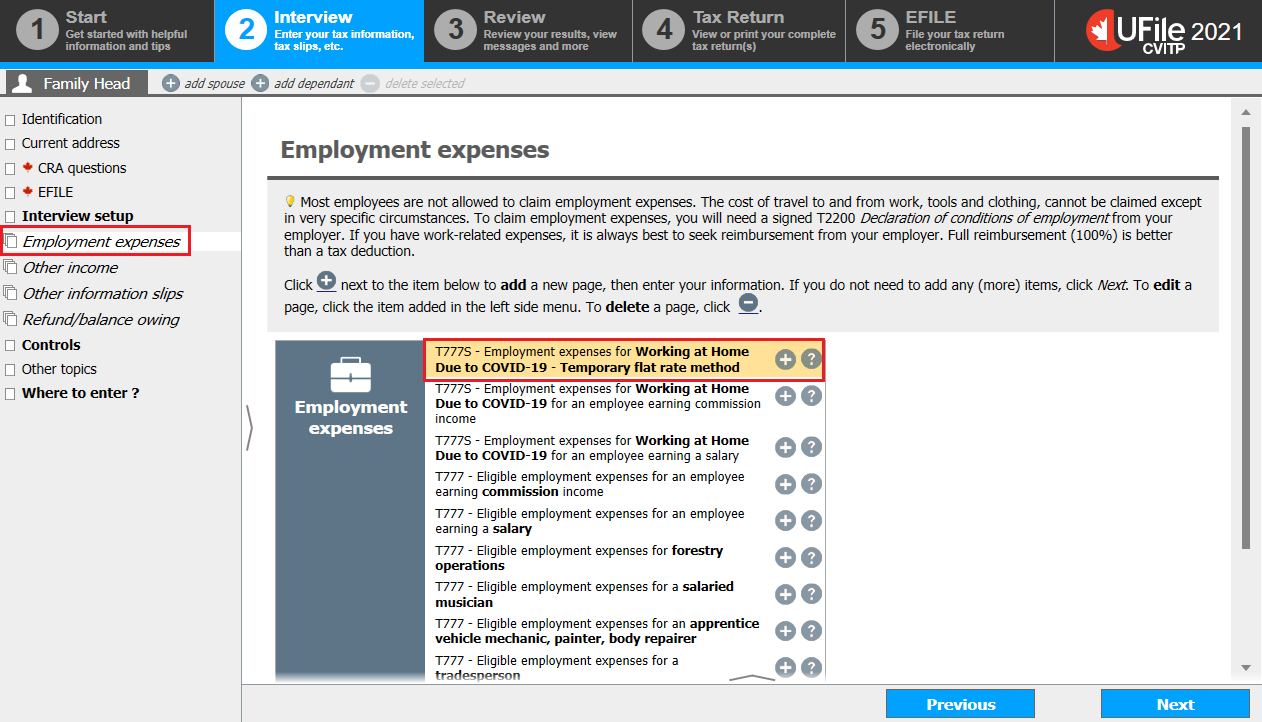 1
Start
Get started with helpful
information and tips
2
Interview
Enter your tax information,
tax slips, etc.
3
Review
Review your results, view
messages and more
4
Tax Return
View or print your complete
tax return(s)
5
EFILE
File your tax return
electronically
UFile 2021
CVITP
Family Head
add spouse
add dependant
delete selected
Identification
Current address
CRA questions
EFILE
Interview setup
Employment expenses
Other income
Other information slips
Refund/balance owing
Controls
Other topics
Where to enter ?
Employment expenses
Most employees are not allowed to claim employment expenses. The cost of travel to and from work, tools and clothing, cannot be claimed except
in very specific circumstances. To claim employment expenses, you will need a signed T2200 Declaration of conditions of employment from your
employer. If you have work-related expenses, it is always best to seek reimbursement from your employer. Full reimbursement (100%) is better
than a tax deduction.
Click + next to the item below to add a new page, then enter your information. If you do not need to add any (more) items, click Next. To edit a
page, click the item added in the left side menu. To delete a page, click −.
Employment
expenses
T777S - Employment expenses for Working at Home
Due to COVID-19 - Temporary flat rate method
T777S - Employment expenses for Working at Home
Due to COVID-19 for an employee earning commission
income
T777S - Employment expenses for Working at Home
Due to COVID-19 for an employee earning a salary
T777 - Eligible employment expenses for an employee
earning commission income
T777 - Eligible employment expenses for an employee
earning a salary
T777 - Eligible employment expenses for forestry
operations
T777 - Eligible employment expenses for a salaried
musician
T777 - Eligible employment expenses for an apprentice
vehicle mechanic, painter, body repairer
T777 - Eligible employment expenses for a
tradesperson
Previous
Next